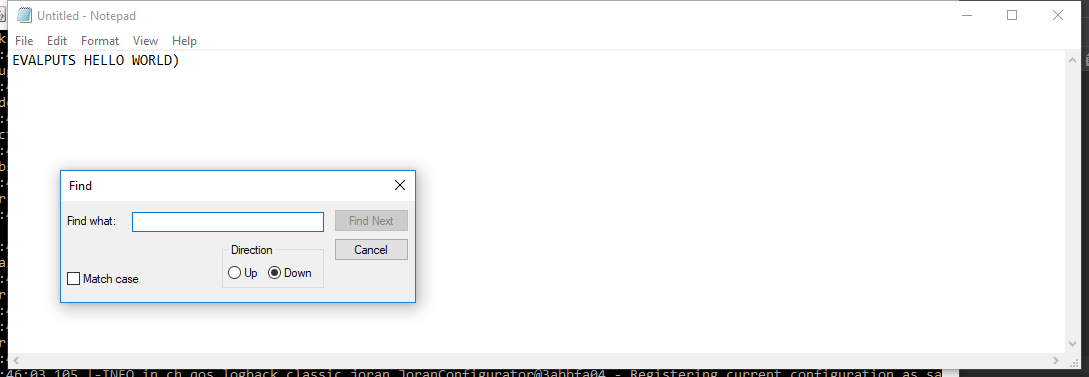 Untitled - Notepad
File Edit Format View Help
EVALPUTS HELLO WORLD)
Find
Find what:
Find Next
Direction
Cancel
Up Down
Match case
:46:03,105 |-INFO in ch.qos.logback.classic.joran.JoranConfigurator@3abbfa04 - Registering current configuration as sa